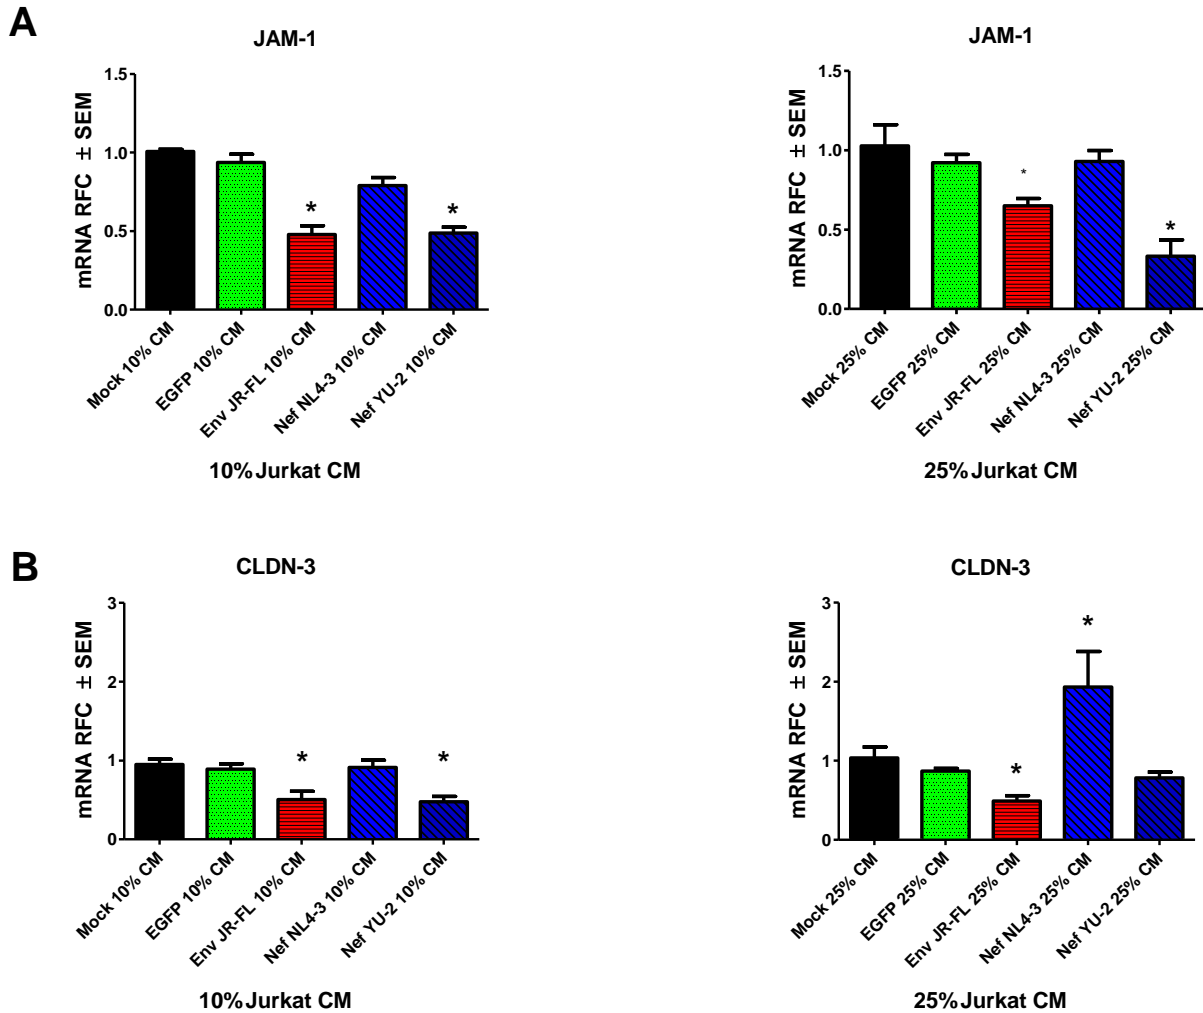 A
JAM-1
mRNA RFC ± SEM
1.5
1.0
0.5
0.0
*
*
Mock 10% CM
EGFP 10% CM
Env JR-FL 10% CM
Nef NL4-3 10% CM
Nef YU-2 10% CM
10% Jurkat CM
JAM-1
mRNA RFC ± SEM
1.5
1.0
0.5
0.0
*
*
Mock 25% CM
EGFP 25% CM
Env JR-FL 25% CM
Nef NL4-3 25% CM
Nef YU-2 25% CM
25% Jurkat CM
B
CLDN-3
mRNA RFC ± SEM
3
2
1
0
*
*
Mock 10% CM
EGFP 10% CM
Env JR-FL 10% CM
Nef NL4-3 10% CM
Nef YU-2 10% CM
10% Jurkat CM
CLDN-3
mRNA RFC ± SEM
3
2
1
0
*
*
Mock 25% CM
EGFP 25% CM
Env JR-FL 25% CM
Nef NL4-3 25% CM
Nef YU-2 25% CM
25% Jurkat CM